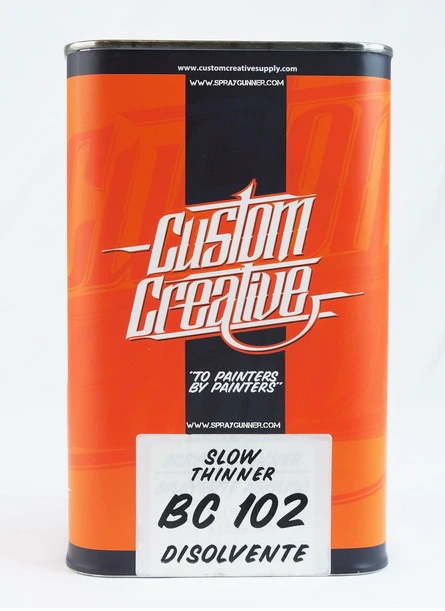 www.customcreativesupply.com
WWW.SPRAYGUNNER.COM
Custom
Creative
"TO PAINTERS
BY PAINTERS"
WWW.SPRAYGUNNER.COM
SLOW
THINNER
BC 102
DISOLVENTE